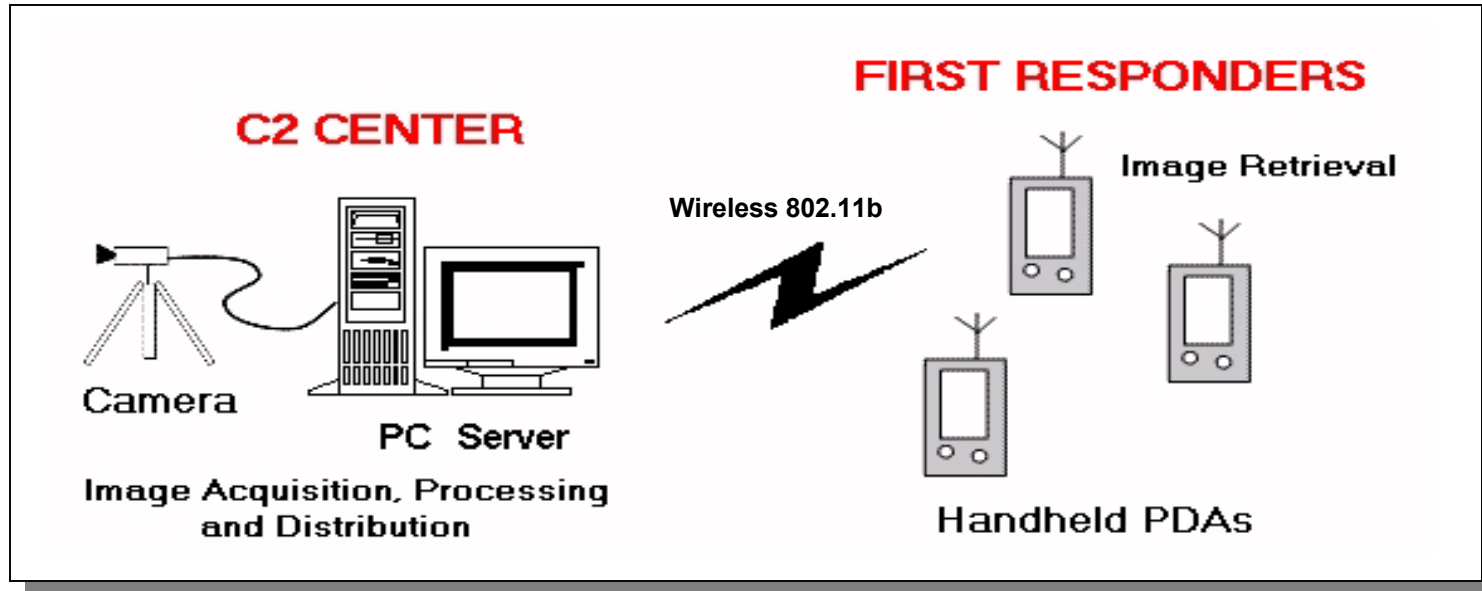 C2 CENTER
Camera
PC Server
Image Acquisition, Processing
and Distribution
Wireless 802.11b
FIRST RESPONDERS
Image Retrieval
Handheld PDAs